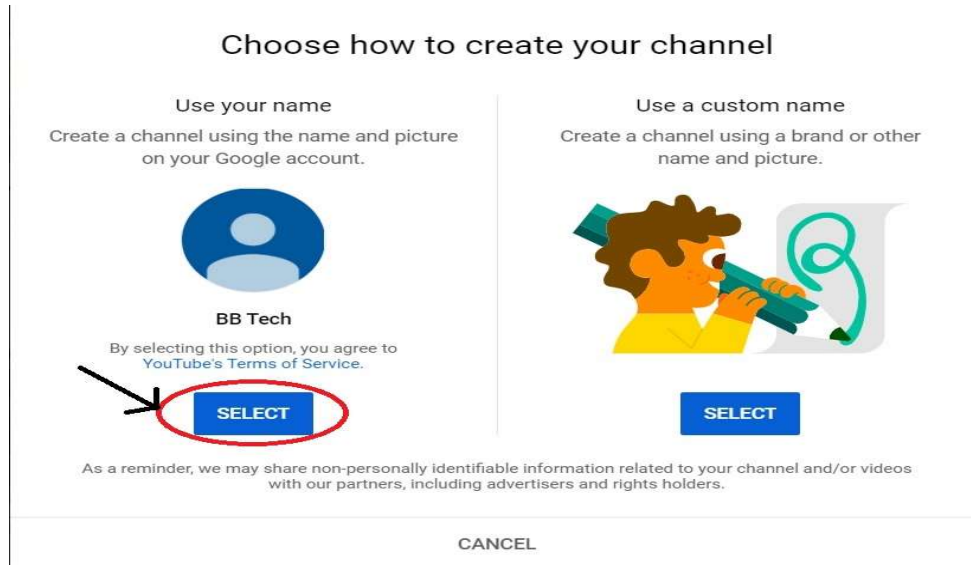 Choose how to create your channel
Use your name
Create a channel using the name and picture
on your Google account.
BB Tech
By selecting this option, you agree to
YouTube's Terms of Service.
SELECT
Use a custom name
Create a channel using a brand or other
name and picture.
SELECT
As a reminder, we may share non-personally identifiable information related to your channel and/or videos
with our partners, including advertisers and rights holders.
CANCEL